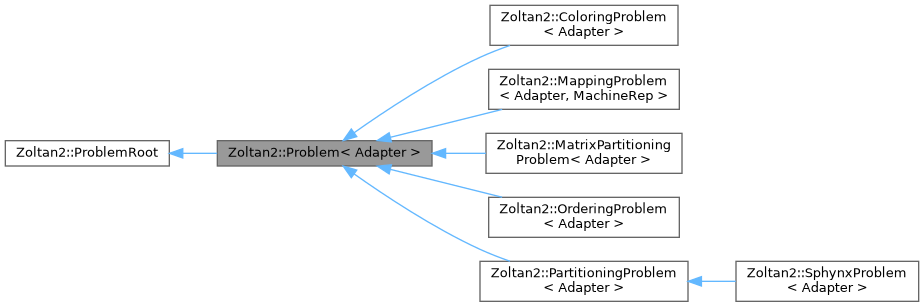 Zoltan2::ColoringProblem
< Adapter >
Zoltan2::MappingProblem
< Adapter, MachineRep >
Zoltan2::ProblemRoot
Zoltan2::Problem< Adapter >
Zoltan2::MatrixPartitioning
Problem< Adapter >
Zoltan2::OrderingProblem
< Adapter >
Zoltan2::PartitioningProblem
< Adapter >
Zoltan2::SphynxProblem
< Adapter >